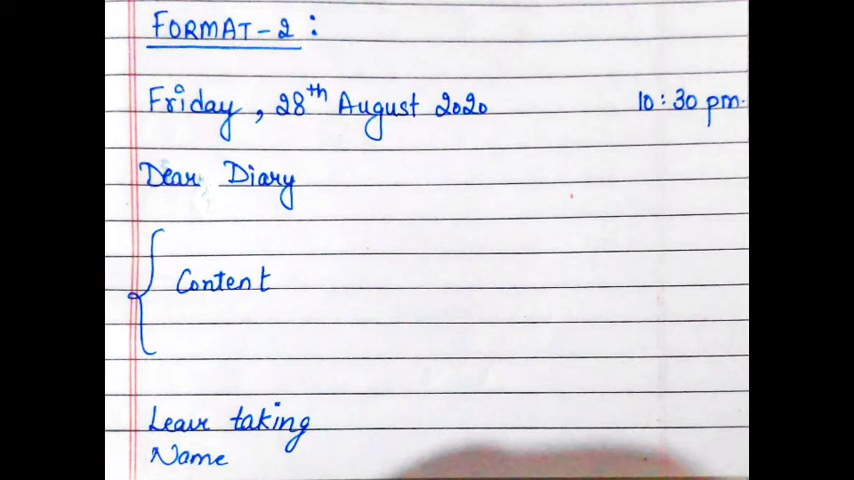 FORMAT-2:
Friday, 28th August 2020 10:30 pm.
Dear Diary
Content
Leave taking
Name